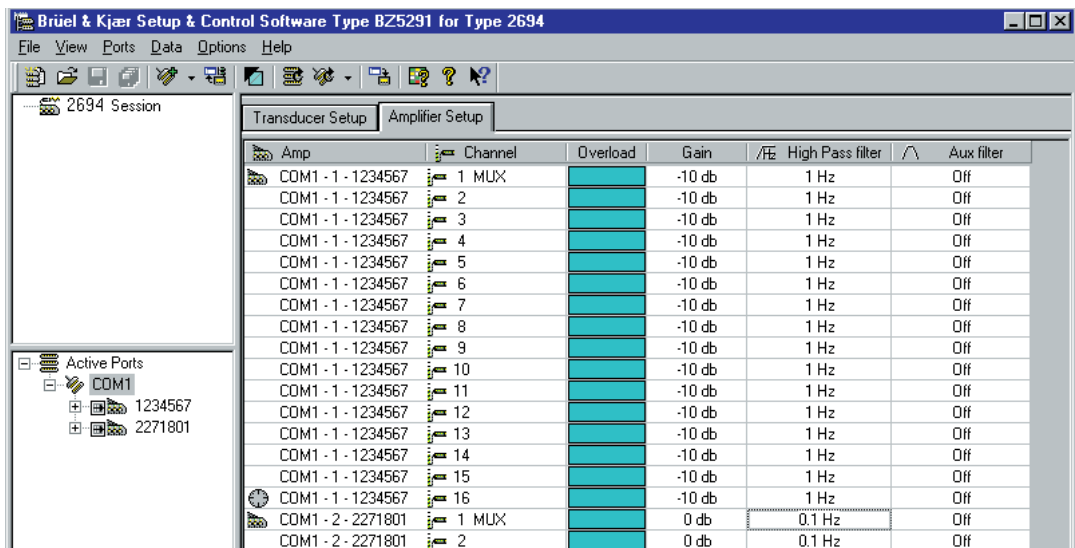 Brüel & Kjær Setup & Control Software Type BZ5291 for Type 2694
File View Ports Data Options Help
2694 Session
Transducer Setup Amplifier Setup
Amp Channel Overload Gain High Pass filter Aux filter
COM1 - 1 - 1234567 1 MUX -10 db 1 Hz Off
COM1 - 1 - 1234567 2 -10 db 1 Hz Off
COM1 - 1 - 1234567 3 -10 db 1 Hz Off
COM1 - 1 - 1234567 4 -10 db 1 Hz Off
COM1 - 1 - 1234567 5 -10 db 1 Hz Off
COM1 - 1 - 1234567 6 -10 db 1 Hz Off
COM1 - 1 - 1234567 7 -10 db 1 Hz Off
COM1 - 1 - 1234567 8 -10 db 1 Hz Off
COM1 - 1 - 1234567 9 -10 db 1 Hz Off
COM1 - 1 - 1234567 10 -10 db 1 Hz Off
COM1 - 1 - 1234567 11 -10 db 1 Hz Off
COM1 - 1 - 1234567 12 -10 db 1 Hz Off
COM1 - 1 - 1234567 13 -10 db 1 Hz Off
COM1 - 1 - 1234567 14 -10 db 1 Hz Off
COM1 - 1 - 1234567 15 -10 db 1 Hz Off
COM1 - 1 - 1234567 16 -10 db 1 Hz Off
COM1 - 2 - 2271801 1 MUX 0 db 0.1 Hz Off
COM1 - 2 - 2271801 2 0 db 0.1 Hz Off
Active Ports
COM1
1234567
2271801